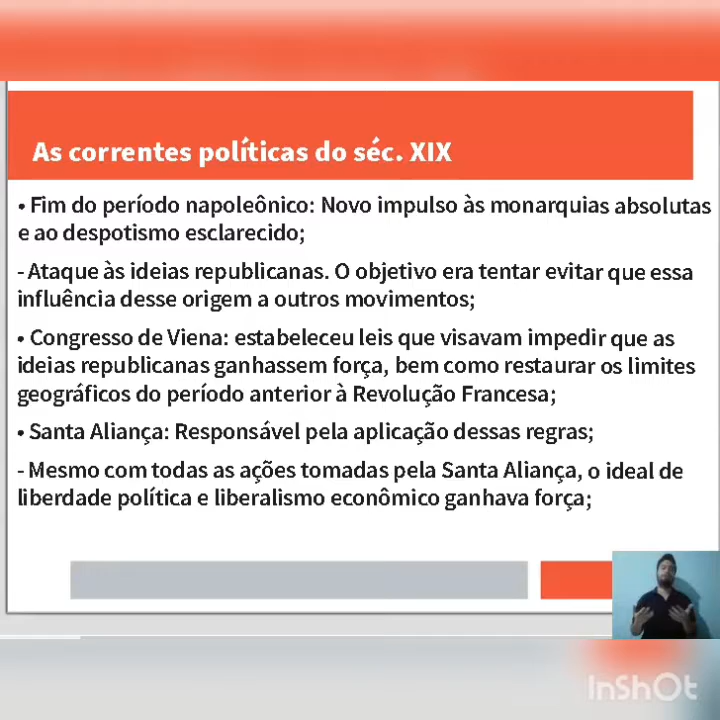 As correntes políticas do séc. XIX
• Fim do período napoleônico: Novo impulso às monarquias absolutas
e ao despotismo esclarecido;
- Ataque às ideias republicanas. O objetivo era tentar evitar que essa
influência desse origem a outros movimentos;
• Congresso de Viena: estabeleceu leis que visavam impedir que as
ideias republicanas ganhassem força, bem como restaurar os limites
geográficos do período anterior à Revolução Francesa;
• Santa Aliança: Responsável pela aplicação dessas regras;
- Mesmo com todas as ações tomadas pela Santa Aliança, o ideal de
liberdade política e liberalismo econômico ganhava força;
InShOt